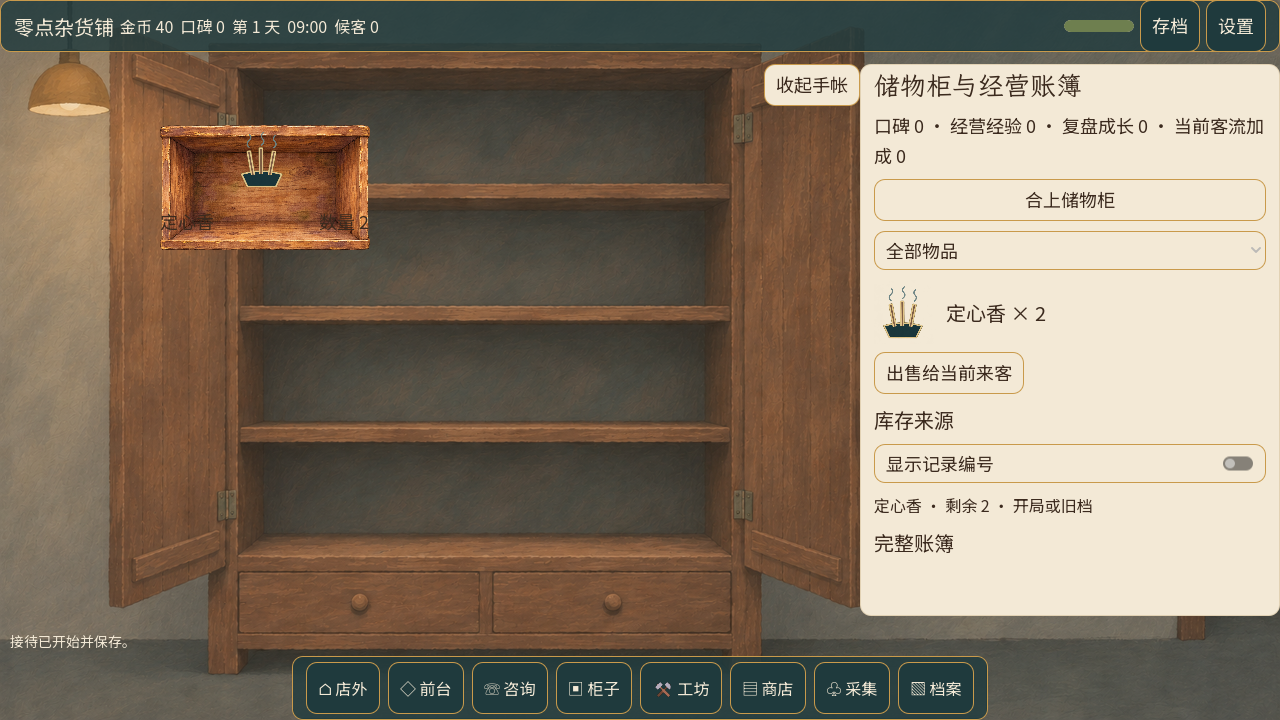 零点杂货铺 金币 40 口碑 0 第 1 天 09:00 候客 0
存档
设置
收起手帐
储物柜与经营账簿
口碑 0 · 经营经验 0 · 复盘成长 0 · 当前客流加
成 0
合上储物柜
全部物品
定心香 × 2
出售给当前来客
库存来源
显示记录编号
定心香 · 剩余 2 · 开局或旧档
完整账簿
定心香 数量 2
接待已开始并保存。
店外
前台
咨询
柜子
工坊
商店
采集
档案